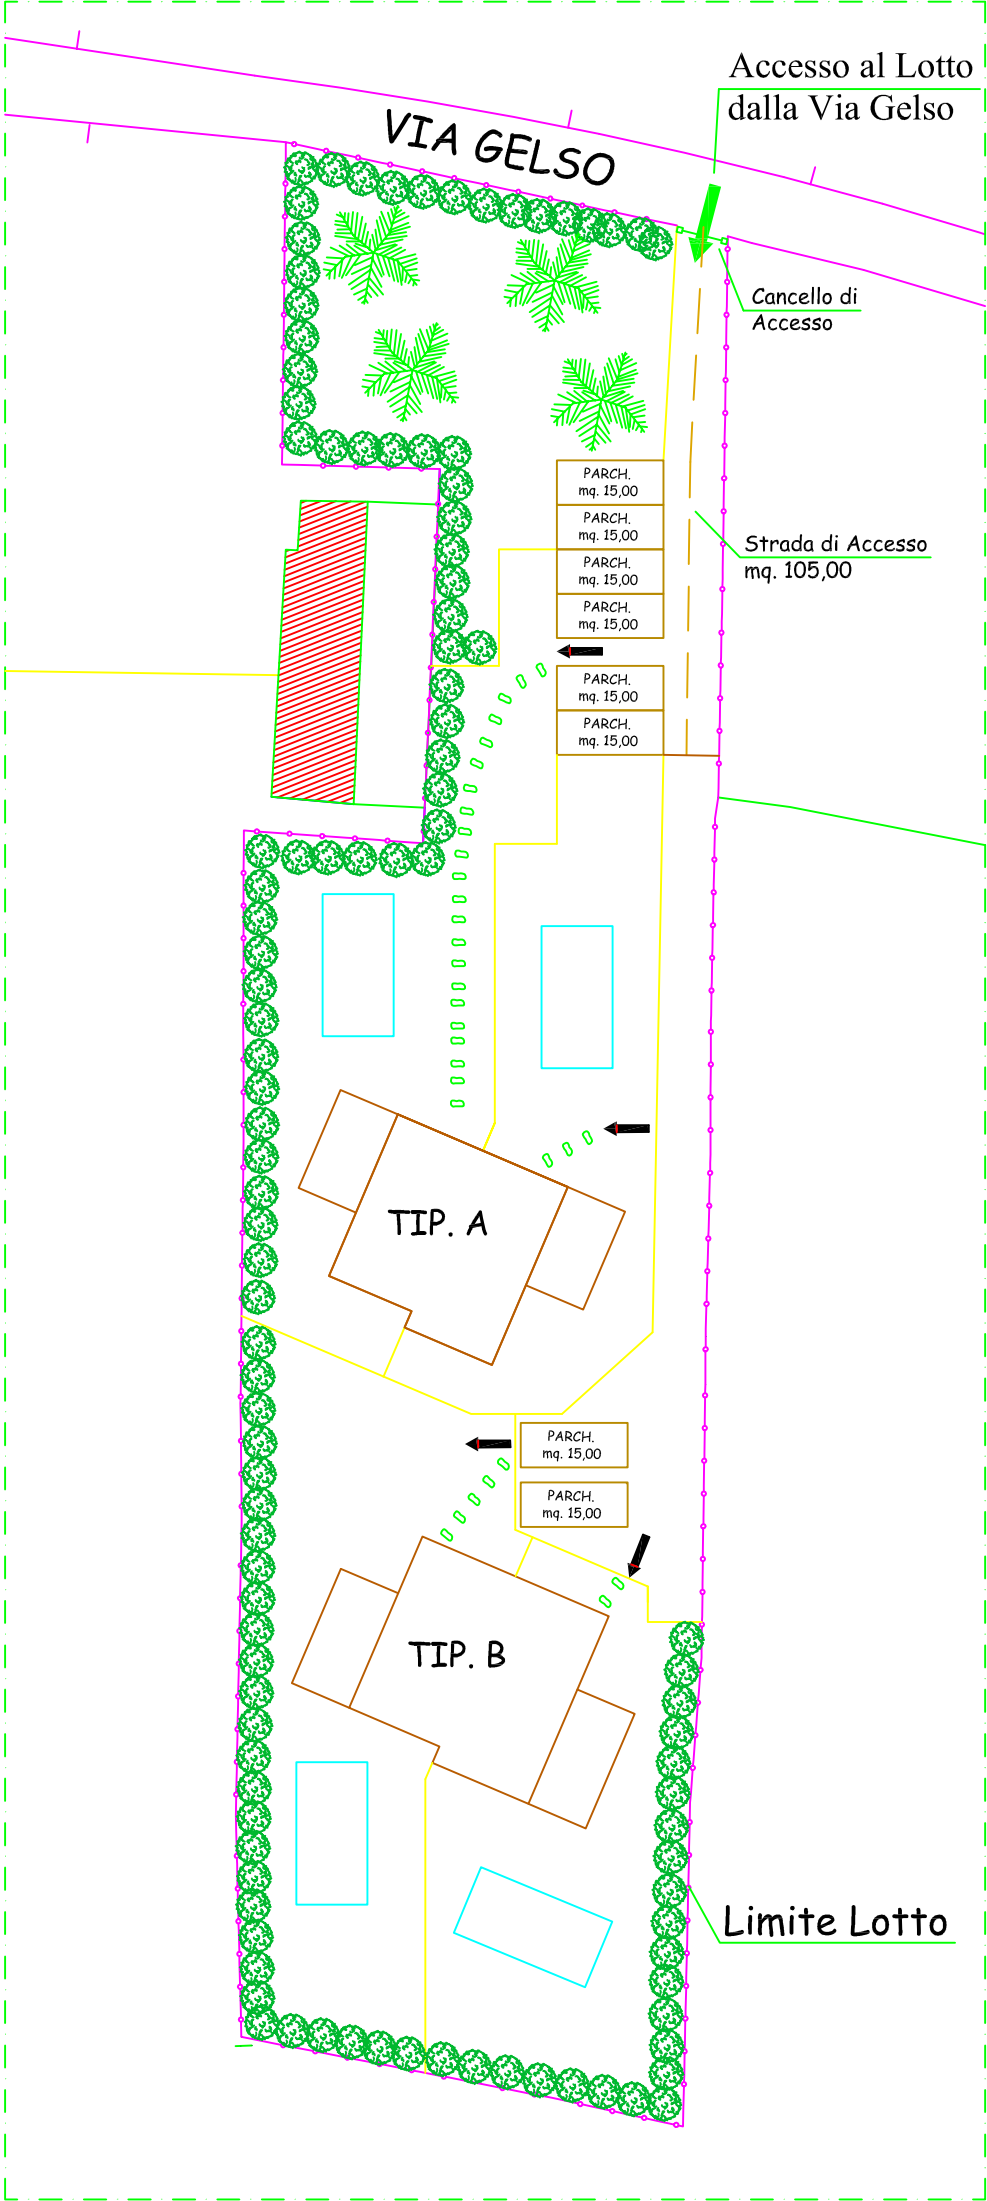 Accesso al Lotto
dalla Via Gelso
VIA GELSO
Cancello di
Accesso
PARCH.
mq. 15,00
PARCH.
mq. 15,00
PARCH.
mq. 15,00
PARCH.
mq. 15,00
Strada di Accesso
mq. 105,00
PARCH.
mq. 15,00
PARCH.
mq. 15,00
TIP. A
PARCH.
mq. 15,00
PARCH.
mq. 15,00
TIP. B
Limite Lotto